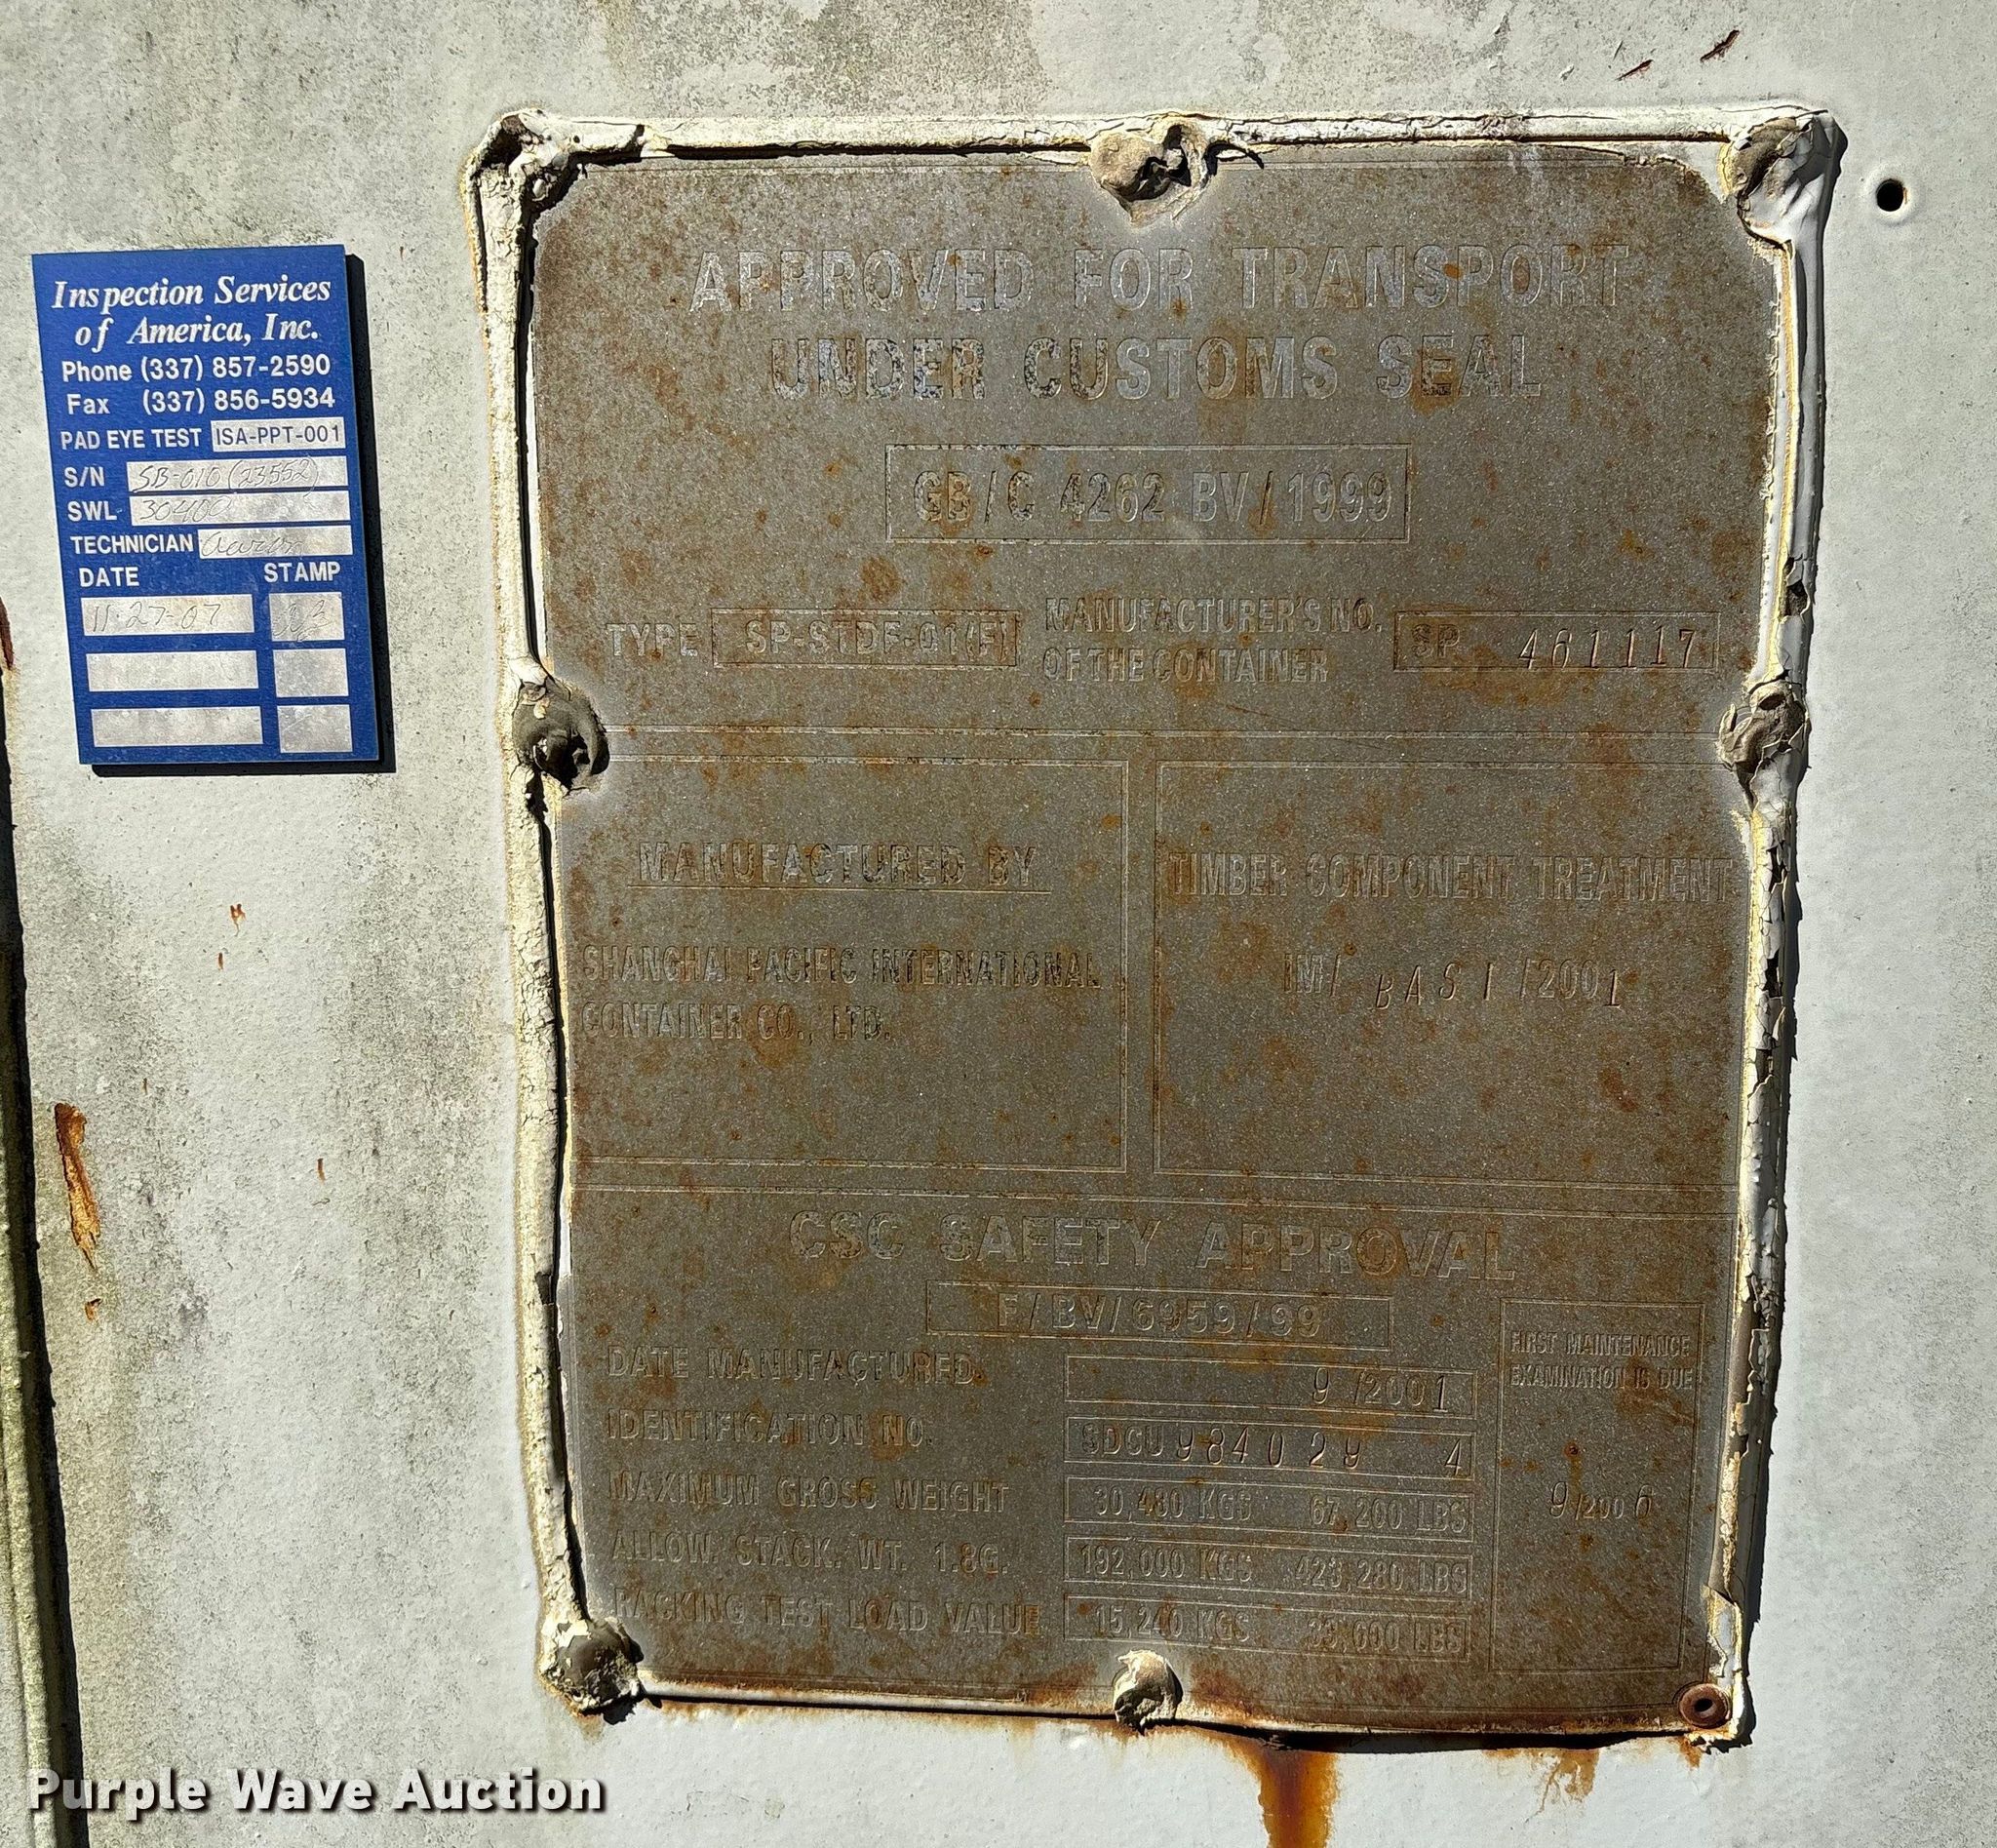 Inspection Services
of America, Inc.
Phone (337) 857-2590
Fax (337) 856-5934
PAD EYE TEST ISA-PPT-001
S/N SB-010 (23552)
SWL 30400
TECHNICIAN
DATE STAMP
11-27-07
APPROVED FOR TRANSPORT
UNDER CUSTOMS SEAL
GB/C 4262 BV/1999
TYPE SP-STDF-01(F)
MANUFACTURER'S NO.
OF THE CONTAINER
SP 461117
MANUFACTURED BY
SHANGHAI PACIFIC INTERNATIONAL
CONTAINER CO., LTD.
TIMBER COMPONENT TREATMENT
IM/ BASI /2001
CSC SAFETY APPROVAL
F/BV/6959/99
DATE MANUFACTURED. 9/2001
IDENTIFICATION NO. SDCU 984029 4
MAXIMUM GROSS WEIGHT 30,480 KGS 67,200 LBS
ALLOW. STACK. WT. 1.8G. 192,000 KGS 423,280 LBS
RACKING TEST LOAD VALUE 15,240 KGS 33,600 LBS
FIRST MAINTENANCE
EXAMINATION IS DUE
9/2006
Purple Wave Auction